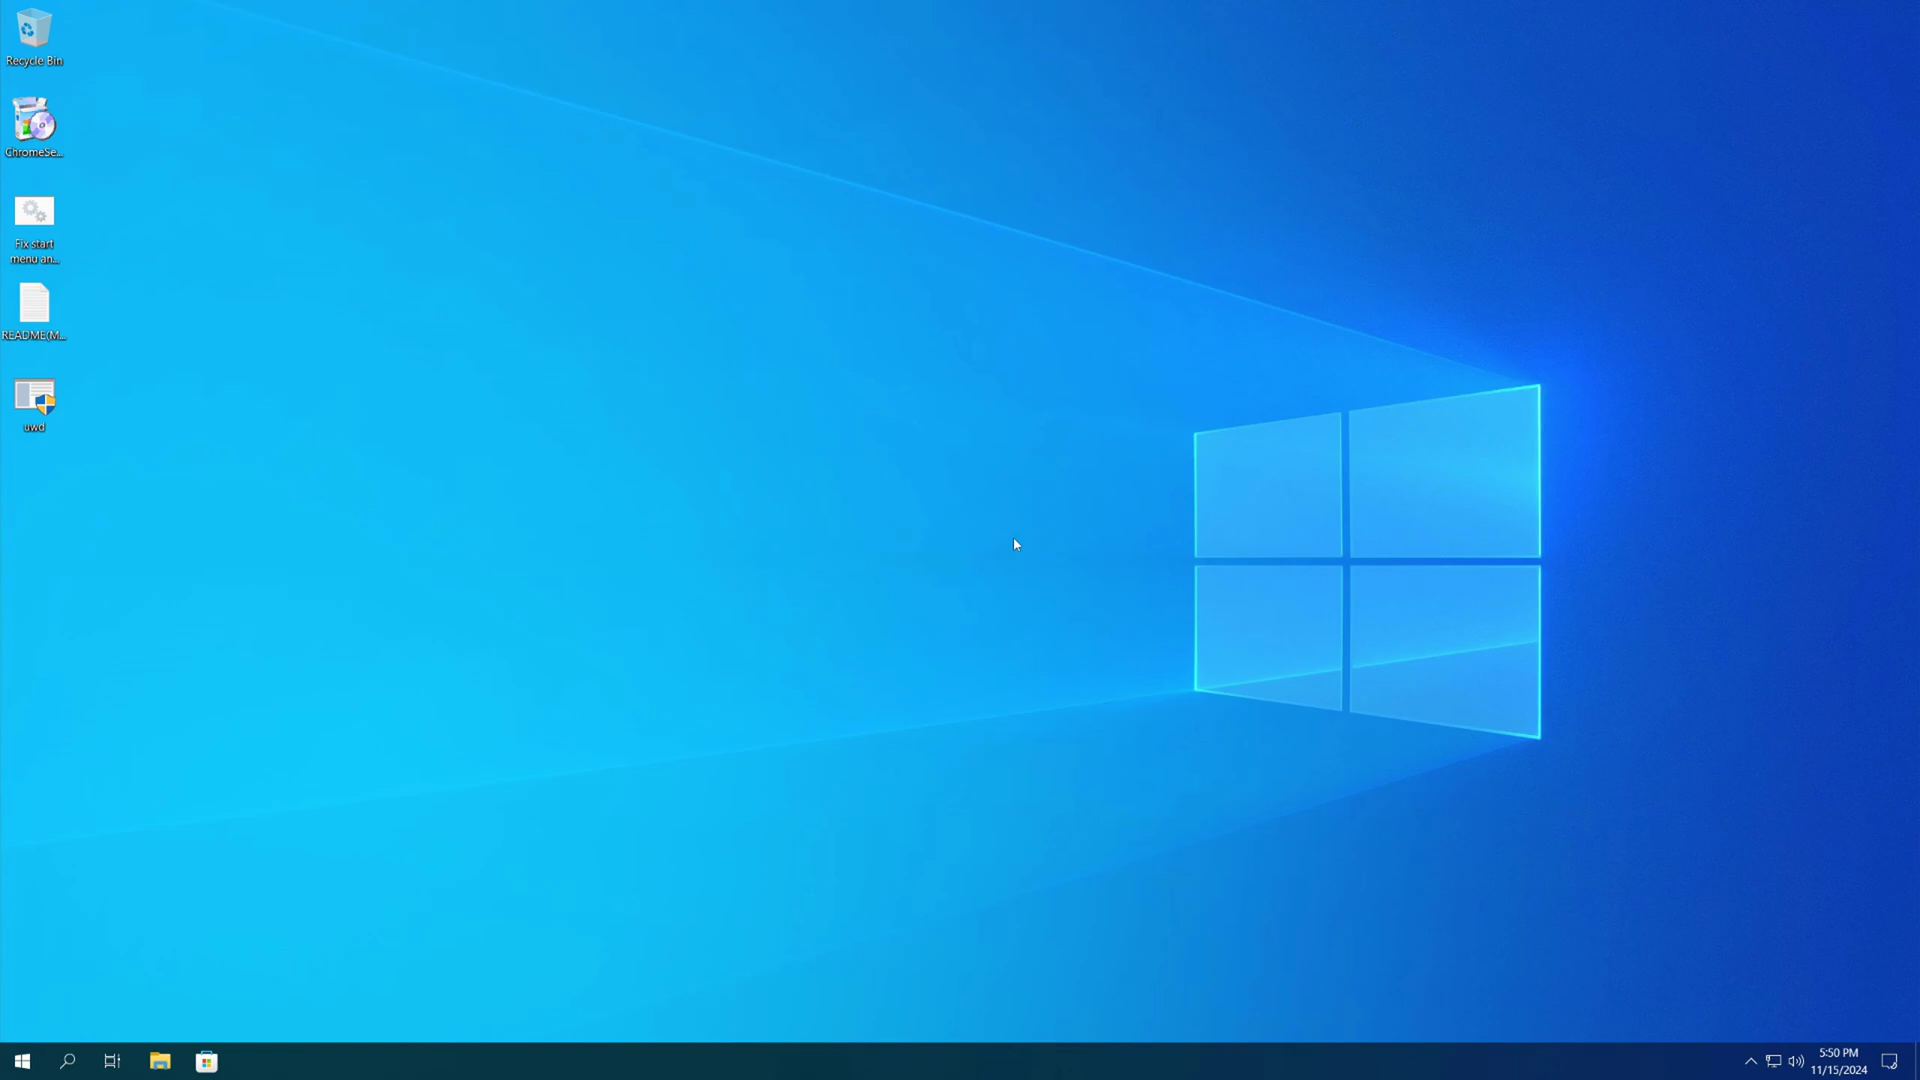 Recycle Bin
ChromeSe...
Fix start
menu an...
README(M...
uwd
5:50 PM
11/15/2024